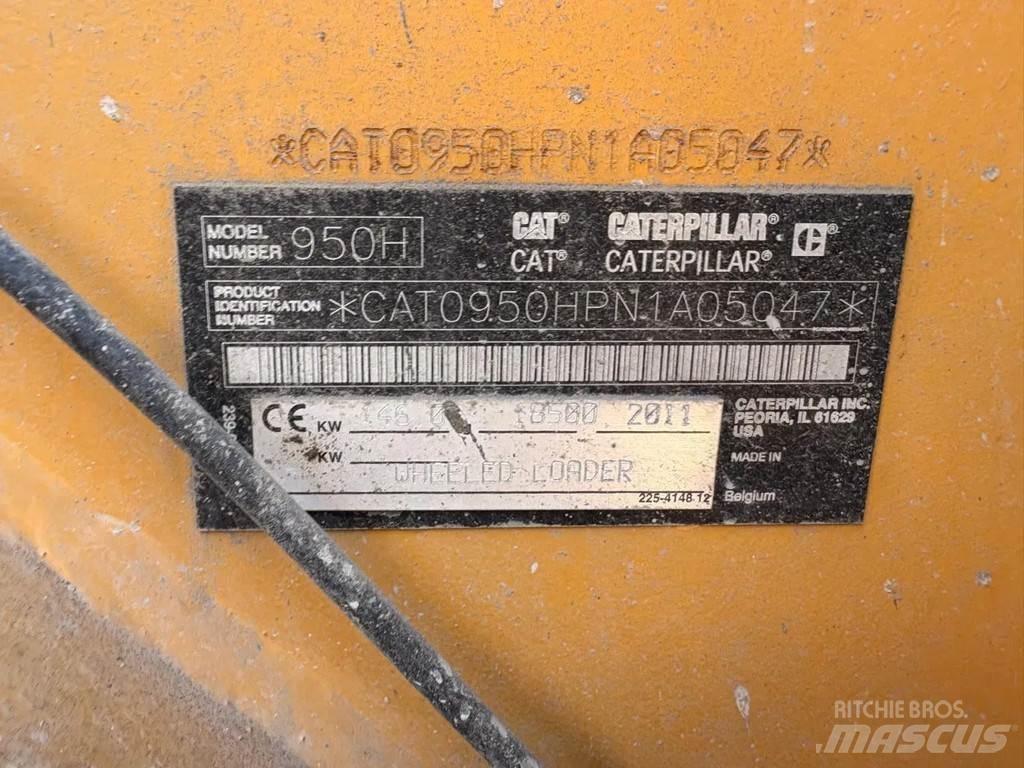 *CAT0950HPN1A05047*
MODEL NUMBER 950H
CAT® CATERPILLAR® C
CAT® CATERPILLAR®
PRODUCT IDENTIFICATION NUMBER *CAT0950HPN1A05047*
CE KW 146 18500 2011
KW
WHEELED LOADER
225-4148 12
CATERPILLAR INC.
PEORIA, IL 61629
USA
MADE IN
Belgium
RITCHIE BROS.
MASCUS